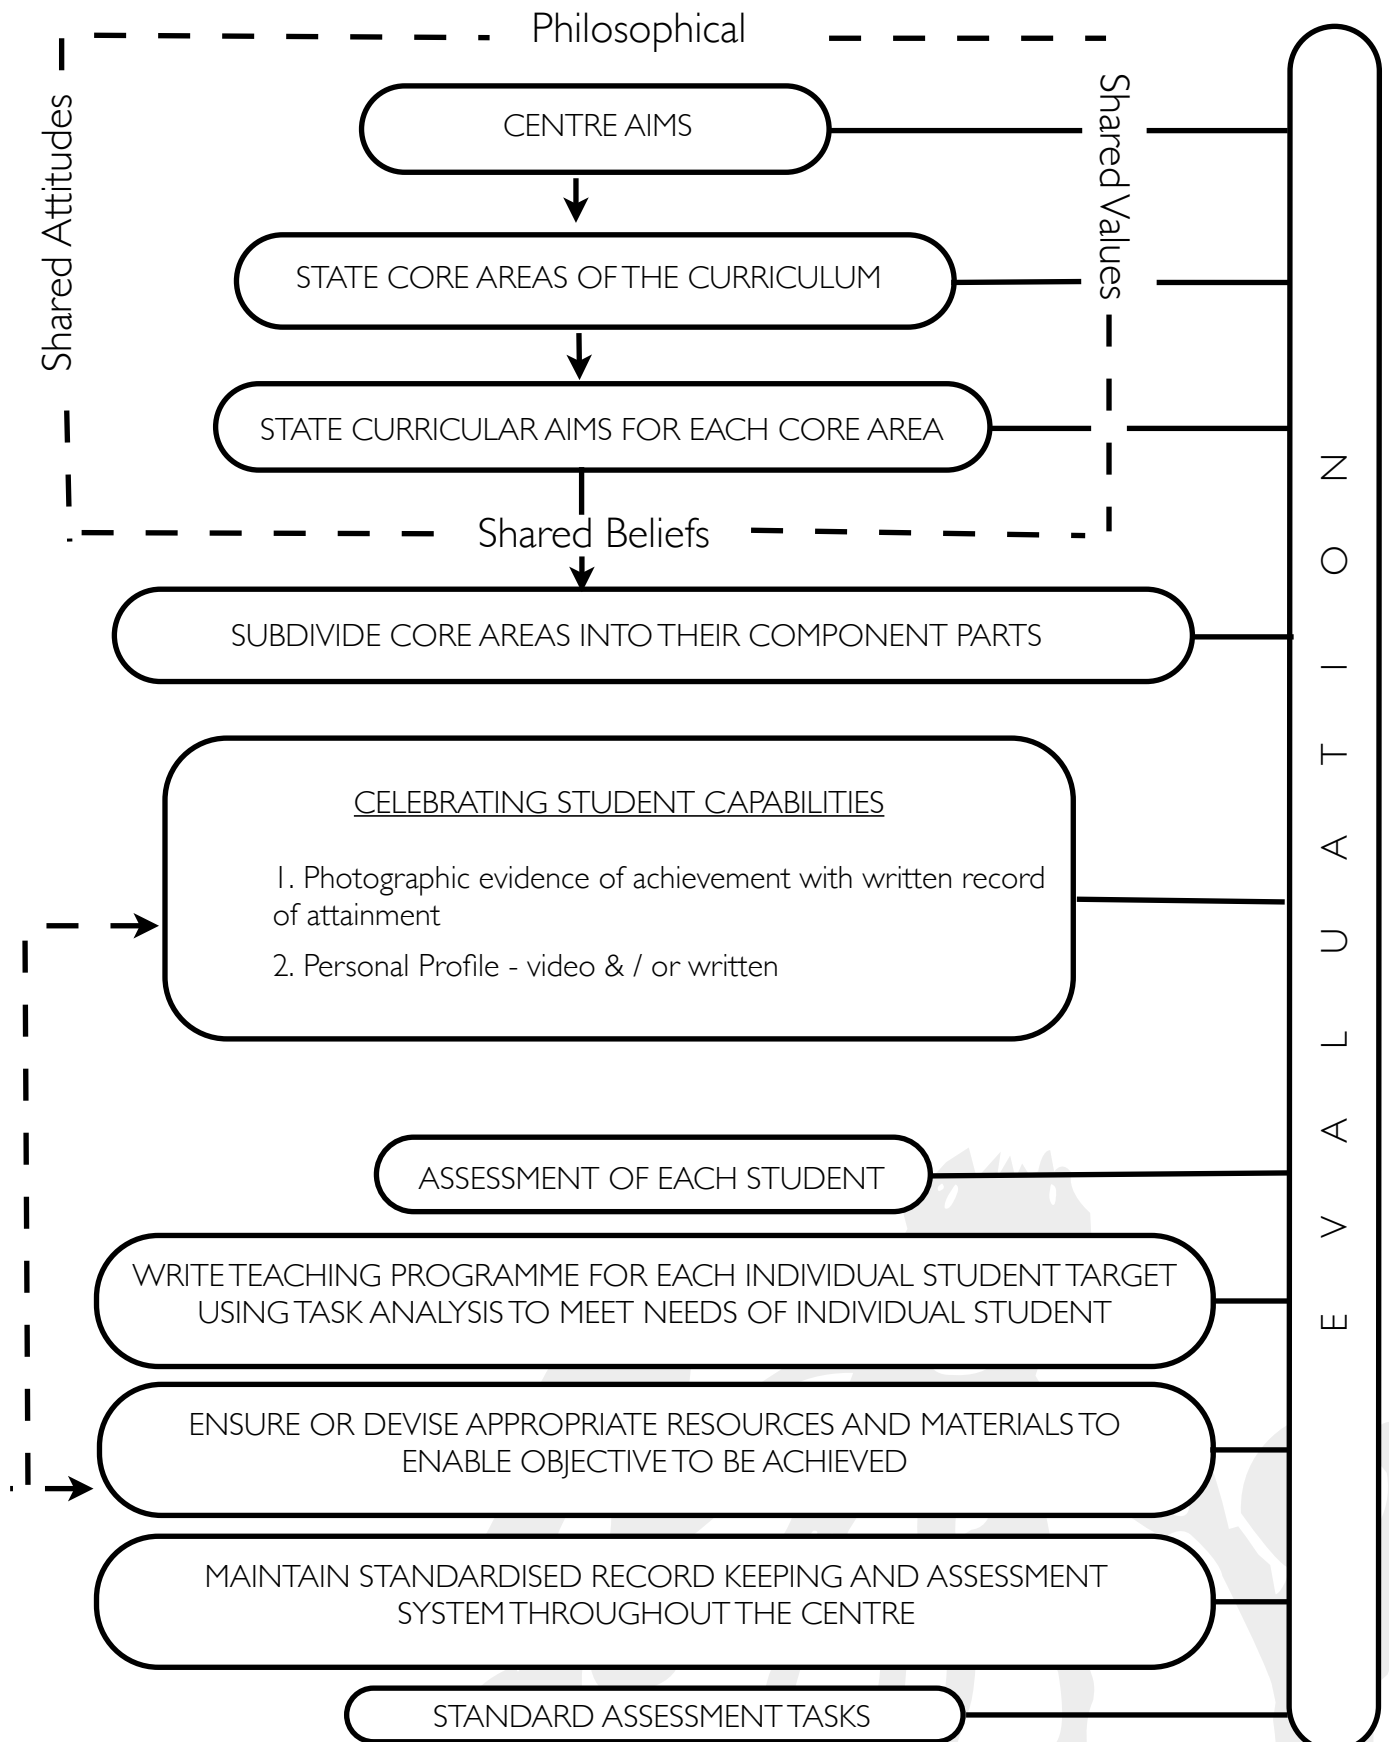 Philosophical
Shared Attitudes
Shared Values
CENTRE AIMS
STATE CORE AREAS OF THE CURRICULUM
STATE CURRICULAR AIMS FOR EACH CORE AREA
Shared Beliefs
SUBDIVIDE CORE AREAS INTO THEIR COMPONENT PARTS
CELEBRATING STUDENT CAPABILITIES
1. Photographic evidence of achievement with written record
of attainment
2. Personal Profile - video & / or written
ASSESSMENT OF EACH STUDENT
WRITE TEACHING PROGRAMME FOR EACH INDIVIDUAL STUDENT TARGET
USING TASK ANALYSIS TO MEET NEEDS OF INDIVIDUAL STUDENT
ENSURE OR DEVISE APPROPRIATE RESOURCES AND MATERIALS TO
ENABLE OBJECTIVE TO BE ACHIEVED
MAINTAIN STANDARDISED RECORD KEEPING AND ASSESSMENT
SYSTEM THROUGHOUT THE CENTRE
STANDARD ASSESSMENT TASKS
E V A L U A T I O N